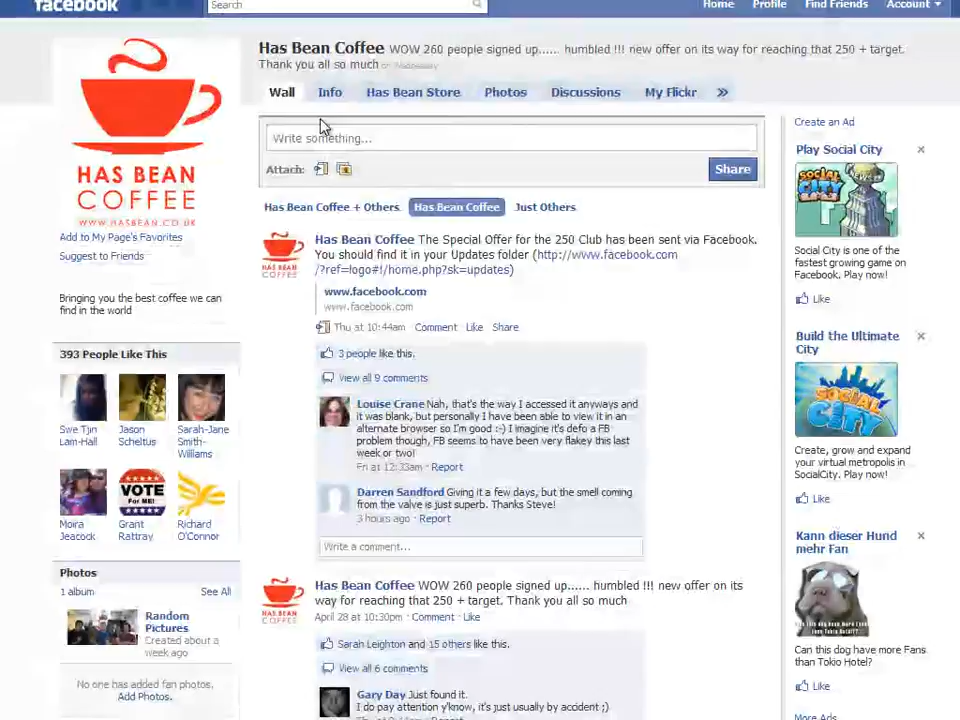 facebook
Search
Home Profile Find Friends Account
HAS BEAN
COFFEE
WWW.HASBEAN.CO.UK
Add to My Page's Favorites
Suggest to Friends
Bringing you the best coffee we can
find in the world
393 People Like This
Swe Tjin
Lam-Hall
Jason
Scheltus
Sarah-Jane
Smith-
Williams
VOTE
For ME!
Moira
Jeacock
Grant
Rattray
Richard
O'Connor
Photos
1 album See All
Random
Pictures
Created about a
week ago
No one has added fan photos.
Add Photos.
Has Bean Coffee WOW 260 people signed up...... humbled !!! new offer on its way for reaching that 250 + target.
Thank you all so much on Wednesday
Wall Info Has Bean Store Photos Discussions My Flickr »
Write something...
Attach:
Share
Has Bean Coffee + Others Has Bean Coffee Just Others
Has Bean Coffee The Special Offer for the 250 Club has been sent via Facebook.
You should find it in your Updates folder (http://www.facebook.com
/?ref=logo#!/home.php?sk=updates)
www.facebook.com
www.facebook.com
Thu at 10:44am Comment Like Share
3 people like this.
View all 9 comments
Louise Crane Nah, that's the way I accessed it anyways and
it was blank, but personally I have been able to view it in an
alternate browser so I'm good :-) I imagine it's defo a FB
problem though, FB seems to have been very flakey this last
week or two!
Fri at 12:33am · Report
Darren Sandford Giving it a few days, but the smell coming
from the valve is just superb. Thanks Steve!
3 hours ago · Report
Write a comment...
Has Bean Coffee WOW 260 people signed up...... humbled !!! new offer on its
way for reaching that 250 + target. Thank you all so much
April 28 at 10:30pm · Comment · Like
Sarah Leighton and 15 others like this.
View all 6 comments
Gary Day Just found it.
I do pay attention y'know, it's just usually by accident ;)
Report
Create an Ad
Play Social City
SOCIAL
CITY
Social City is one of the
fastest growing game on
Facebook. Play now!
Like
Build the Ultimate
City
SOCIAL
CITY
Create, grow and expand
your virtual metropolis in
SocialCity. Play now!
Like
Kann dieser Hund
mehr Fan
Can this dog have more Fans
than Tokio Hotel?
Like
More Ads